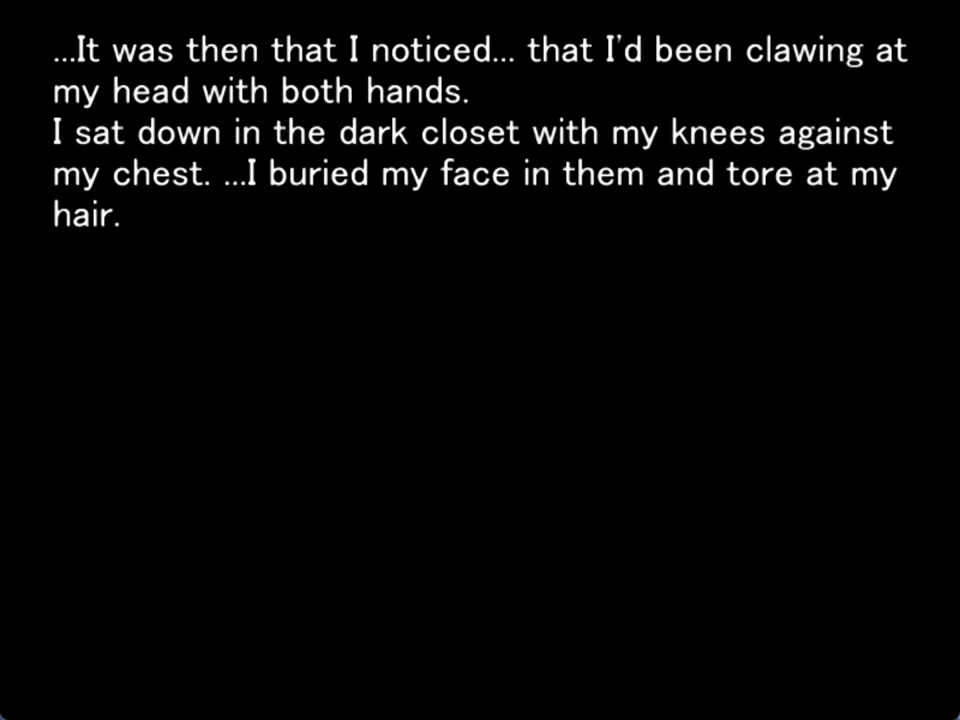 ...It was then that I noticed... that I'd been clawing at
my head with both hands.
I sat down in the dark closet with my knees against
my chest. ...I buried my face in them and tore at my
hair.